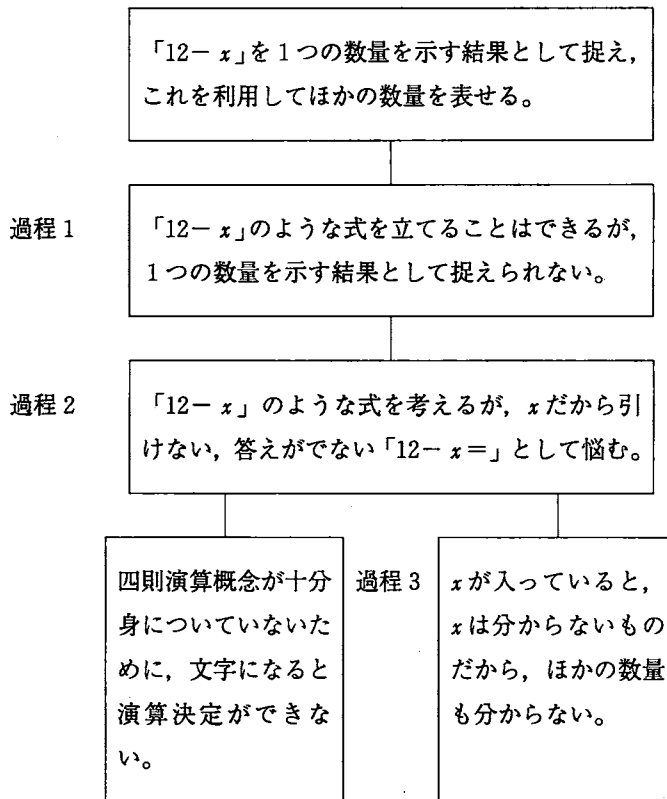 「12－x」を1つの数量を示す結果として捉え，
これを利用してほかの数量を表せる。
過程1
「12－x」のような式を立てることはできるが，
1つの数量を示す結果として捉えられない。
過程2
「12－x」のような式を考えるが，xだから引
けない，答えがでない「12－x＝」として悩む。
四則演算概念が十分
身についていないた
めに，文字になると
演算決定ができな
い。
過程3
xが入っていると，
xは分からないもの
だから，ほかの数量
も分からない。